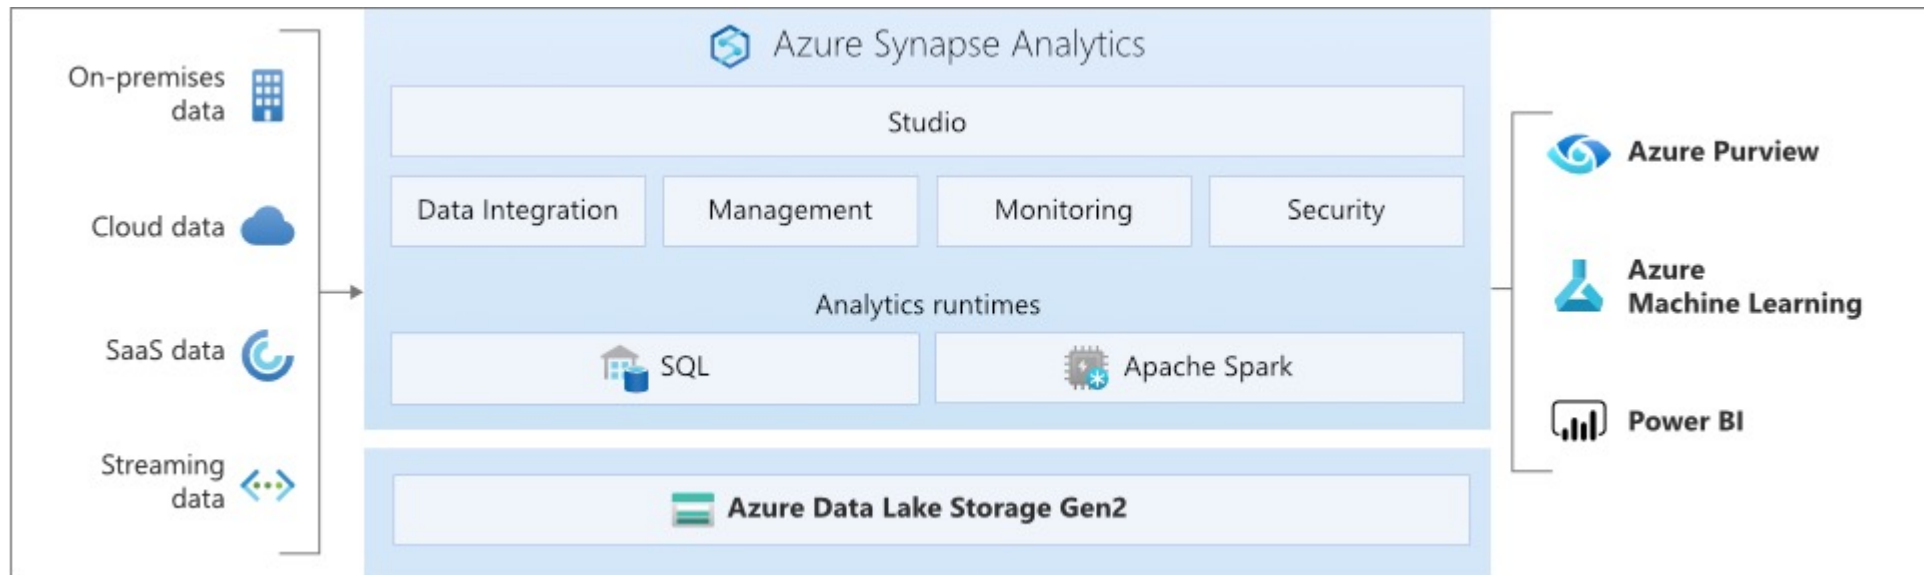 On-premises
data
Cloud data
SaaS data
Streaming
data
Azure Synapse Analytics
Studio
Data Integration
Management
Monitoring
Security
Analytics runtimes
SQL
Apache Spark
Azure Data Lake Storage Gen2
Azure Purview
Azure
Machine Learning
Power BI